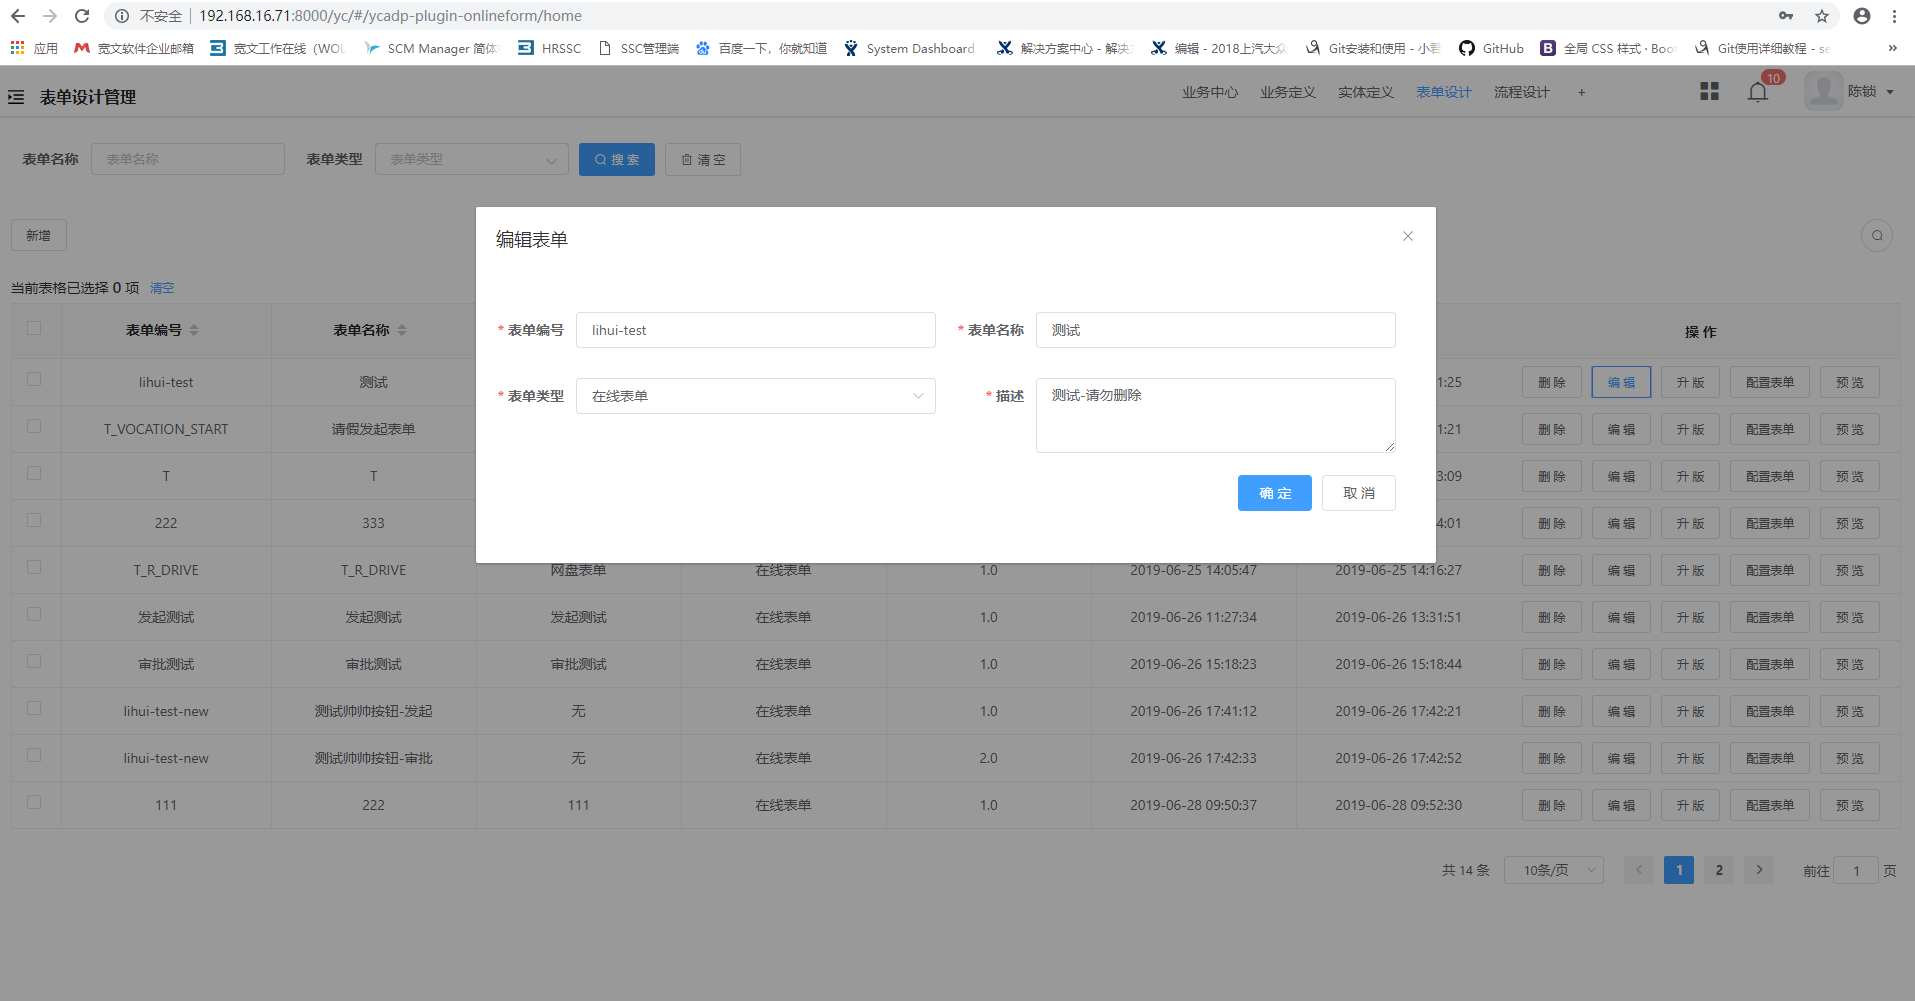 不安全 192.168.16.71:8000/yc/#/ycadp-plugin-onlineform/home
应用 宽文软件企业邮箱 宽文工作在线（WOL SCM Manager 简体 HRSSC SSC管理端 百度一下，你就知道 System Dashboard 解决方案中心 - 解决 编辑 - 2018上汽大众 Git安装和使用 - 小君 GitHub 全局 CSS 样式 · Boo Git使用详细教程 - se »
表单设计管理 业务中心 业务定义 实体定义 表单设计 流程设计 + 10 陈锁
表单名称 表单名称 表单类型 表单类型 搜 索 清 空
新增
编辑表单
* 表单编号 lihui-test * 表单名称 测试
* 表单类型 在线表单 * 描述 测试-请勿删除
确 定 取 消
当前表格已选择 0 项 清空
表单编号 表单名称 操 作
lihui-test 测试 1:25 删 除 编 辑 升 版 配置表单 预 览
T_VOCATION_START 请假发起表单 1:21 删 除 编 辑 升 版 配置表单 预 览
T T 3:09 删 除 编 辑 升 版 配置表单 预 览
222 333 4:01 删 除 编 辑 升 版 配置表单 预 览
T_R_DRIVE T_R_DRIVE 网盘表单 在线表单 1.0 2019-06-25 14:05:47 2019-06-25 14:16:27 删 除 编 辑 升 版 配置表单 预 览
发起测试 发起测试 发起测试 在线表单 1.0 2019-06-26 11:27:34 2019-06-26 13:31:51 删 除 编 辑 升 版 配置表单 预 览
审批测试 审批测试 审批测试 在线表单 1.0 2019-06-26 15:18:23 2019-06-26 15:18:44 删 除 编 辑 升 版 配置表单 预 览
lihui-test-new 测试帅帅按钮-发起 无 在线表单 1.0 2019-06-26 17:41:12 2019-06-26 17:42:21 删 除 编 辑 升 版 配置表单 预 览
lihui-test-new 测试帅帅按钮-审批 无 在线表单 2.0 2019-06-26 17:42:33 2019-06-26 17:42:52 删 除 编 辑 升 版 配置表单 预 览
111 222 111 在线表单 1.0 2019-06-28 09:50:37 2019-06-28 09:52:30 删 除 编 辑 升 版 配置表单 预 览
共 14 条 10条/页 1 2 前往 1 页